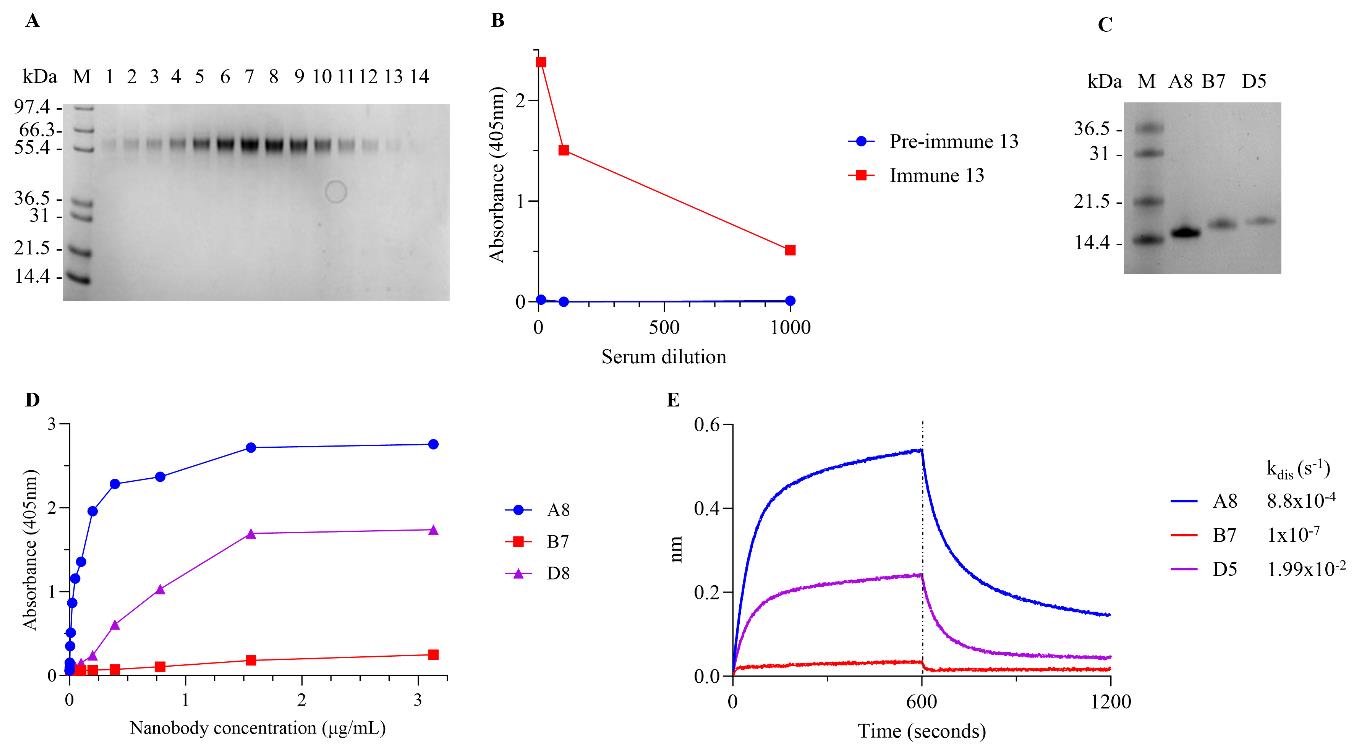 A
kDa M 1 2 3 4 5 6 7 8 9 10 11 12 13 14
97.4 -
66.3-
55.4 -
36.5 -
31 -
21.5 -
14.4 -
B
Absorbance (405nm)
2
1
0
0 500 1000
Serum dilution
Pre-immune 13
Immune 13
C
kDa M A8 B7 D5
36.5 -
31 -
21.5 -
14.4 -
D
Absorbance (405nm)
3
2
1
0
0 1 2 3
Nanobody concentration (μg/mL)
A8
B7
D8
E
nm
0.6
0.4
0.2
0.0
0 600 1200
Time (seconds)
kdis (s-1)
A8 8.8x10-4
B7 1x10-7
D5 1.99x10-2